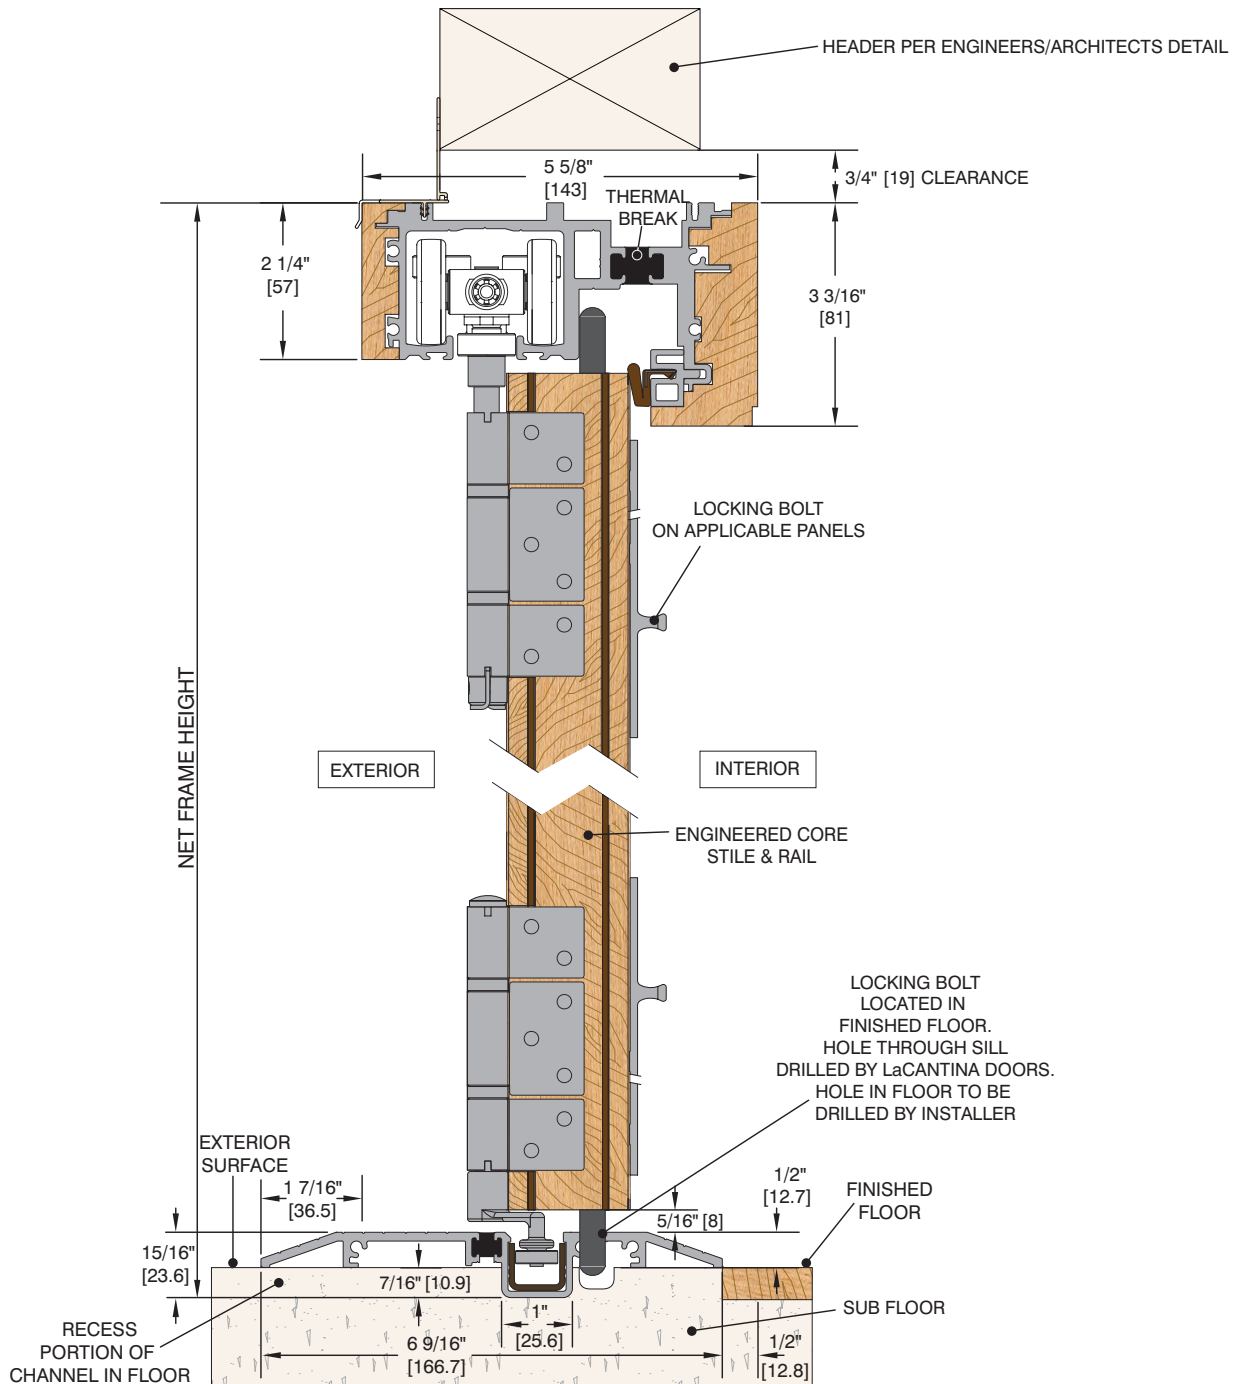 HEADER PER ENGINEERS/ARCHITECTS DETAIL
5 5/8"
[143]
3/4" [19] CLEARANCE
THERMAL
BREAK
2 1/4"
[57]
3 3/16"
[81]
LOCKING BOLT
ON APPLICABLE PANELS
NET FRAME HEIGHT
EXTERIOR
INTERIOR
ENGINEERED CORE
STILE & RAIL
LOCKING BOLT
LOCATED IN
FINISHED FLOOR.
HOLE THROUGH SILL
DRILLED BY LaCANTINA DOORS.
HOLE IN FLOOR TO BE
DRILLED BY INSTALLER
EXTERIOR
SURFACE
1 7/16"
[36.5]
1/2"
[12.7]
FINISHED
FLOOR
5/16" [8]
15/16"
[23.6]
7/16" [10.9]
1"
[25.6]
SUB FLOOR
RECESS
PORTION OF
CHANNEL IN FLOOR
6 9/16"
[166.7]
1/2"
[12.8]